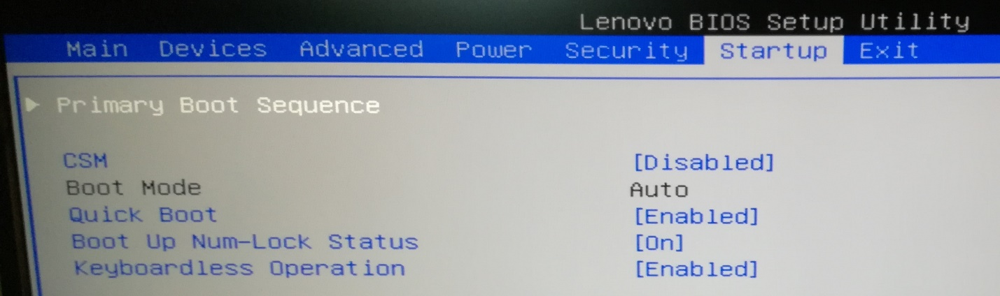 Lenovo BIOS Setup Utility
Main Devices Advanced Power Security Startup Exit
Primary Boot Sequence
CSM [Disabled]
Boot Mode Auto
Quick Boot [Enabled]
Boot Up Num-Lock Status [On]
Keyboardless Operation [Enabled]